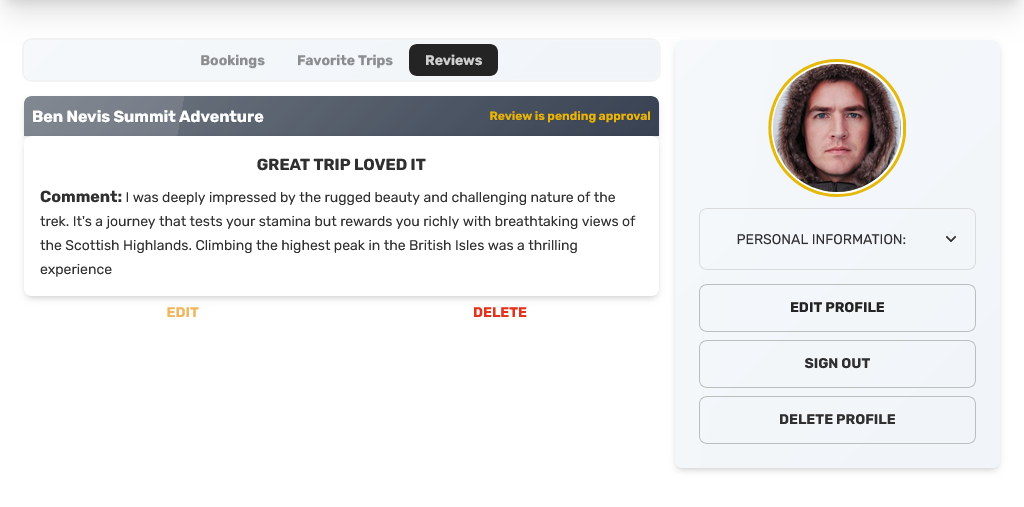 Bookings Favorite Trips Reviews
Ben Nevis Summit Adventure Review is pending approval
GREAT TRIP LOVED IT
Comment: I was deeply impressed by the rugged beauty and challenging nature of the
trek. It's a journey that tests your stamina but rewards you richly with breathtaking views of
the Scottish Highlands. Climbing the highest peak in the British Isles was a thrilling
experience
EDIT DELETE
PERSONAL INFORMATION:
EDIT PROFILE
SIGN OUT
DELETE PROFILE